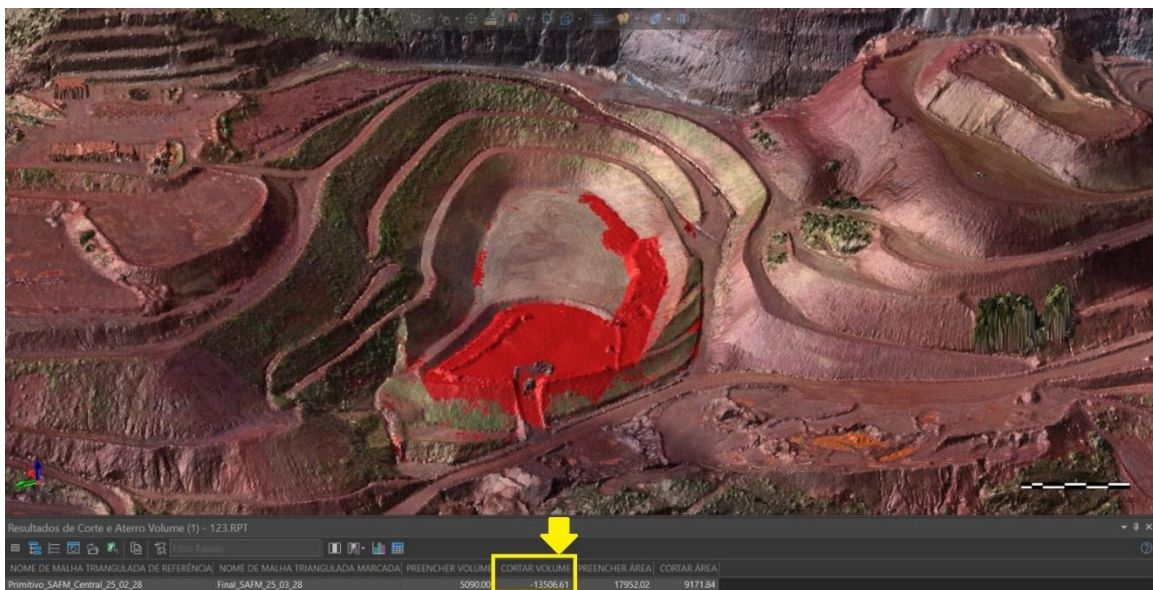 Resultados de Corte e Aterro Volume (1) - 123.RPT
Filtro Rápido
NOME DE MALHA TRIANGULADA DE REFERÊNCIA NOME DE MALHA TRIANGULADA MARCADA PREENCHER VOLUME CORTAR VOLUME PREENCHER ÁREA CORTAR ÁREA
Primitivo_SAFM_Central_25_02_28 Final_SAFM_25_03_28 5090.00 -13506.61 17952.02 9171.84